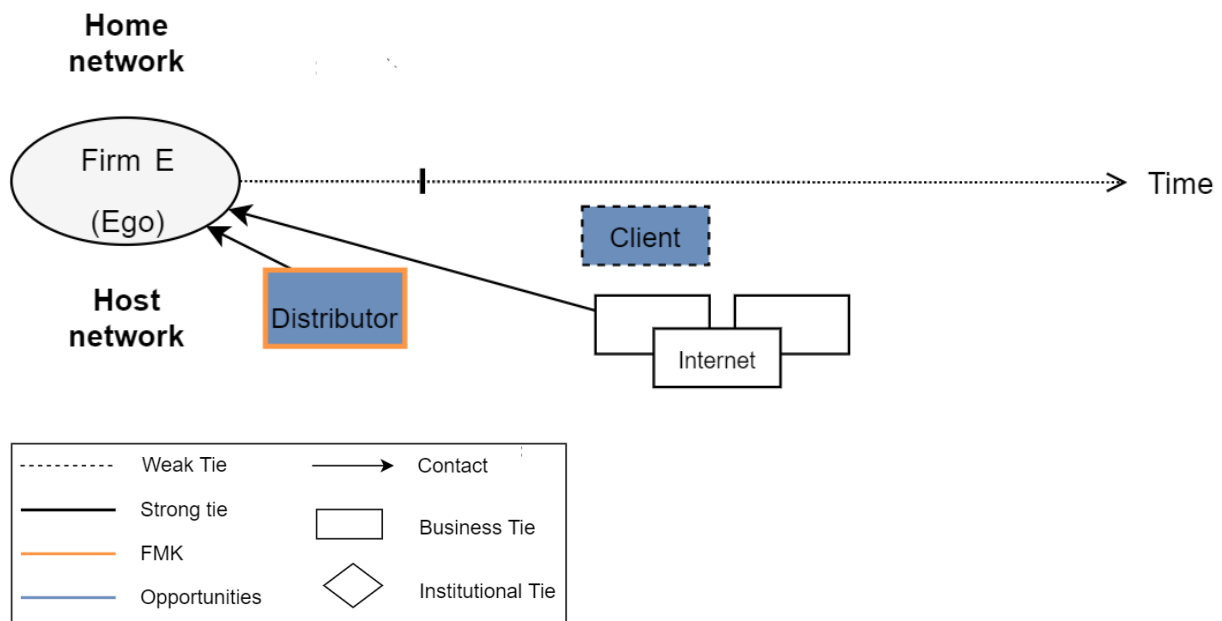 Home
network
Firm E
(Ego)
Time
Client
Host
network
Distributor
Internet
Weak Tie
Contact
Strong tie
Business Tie
FMK
Institutional Tie
Opportunities